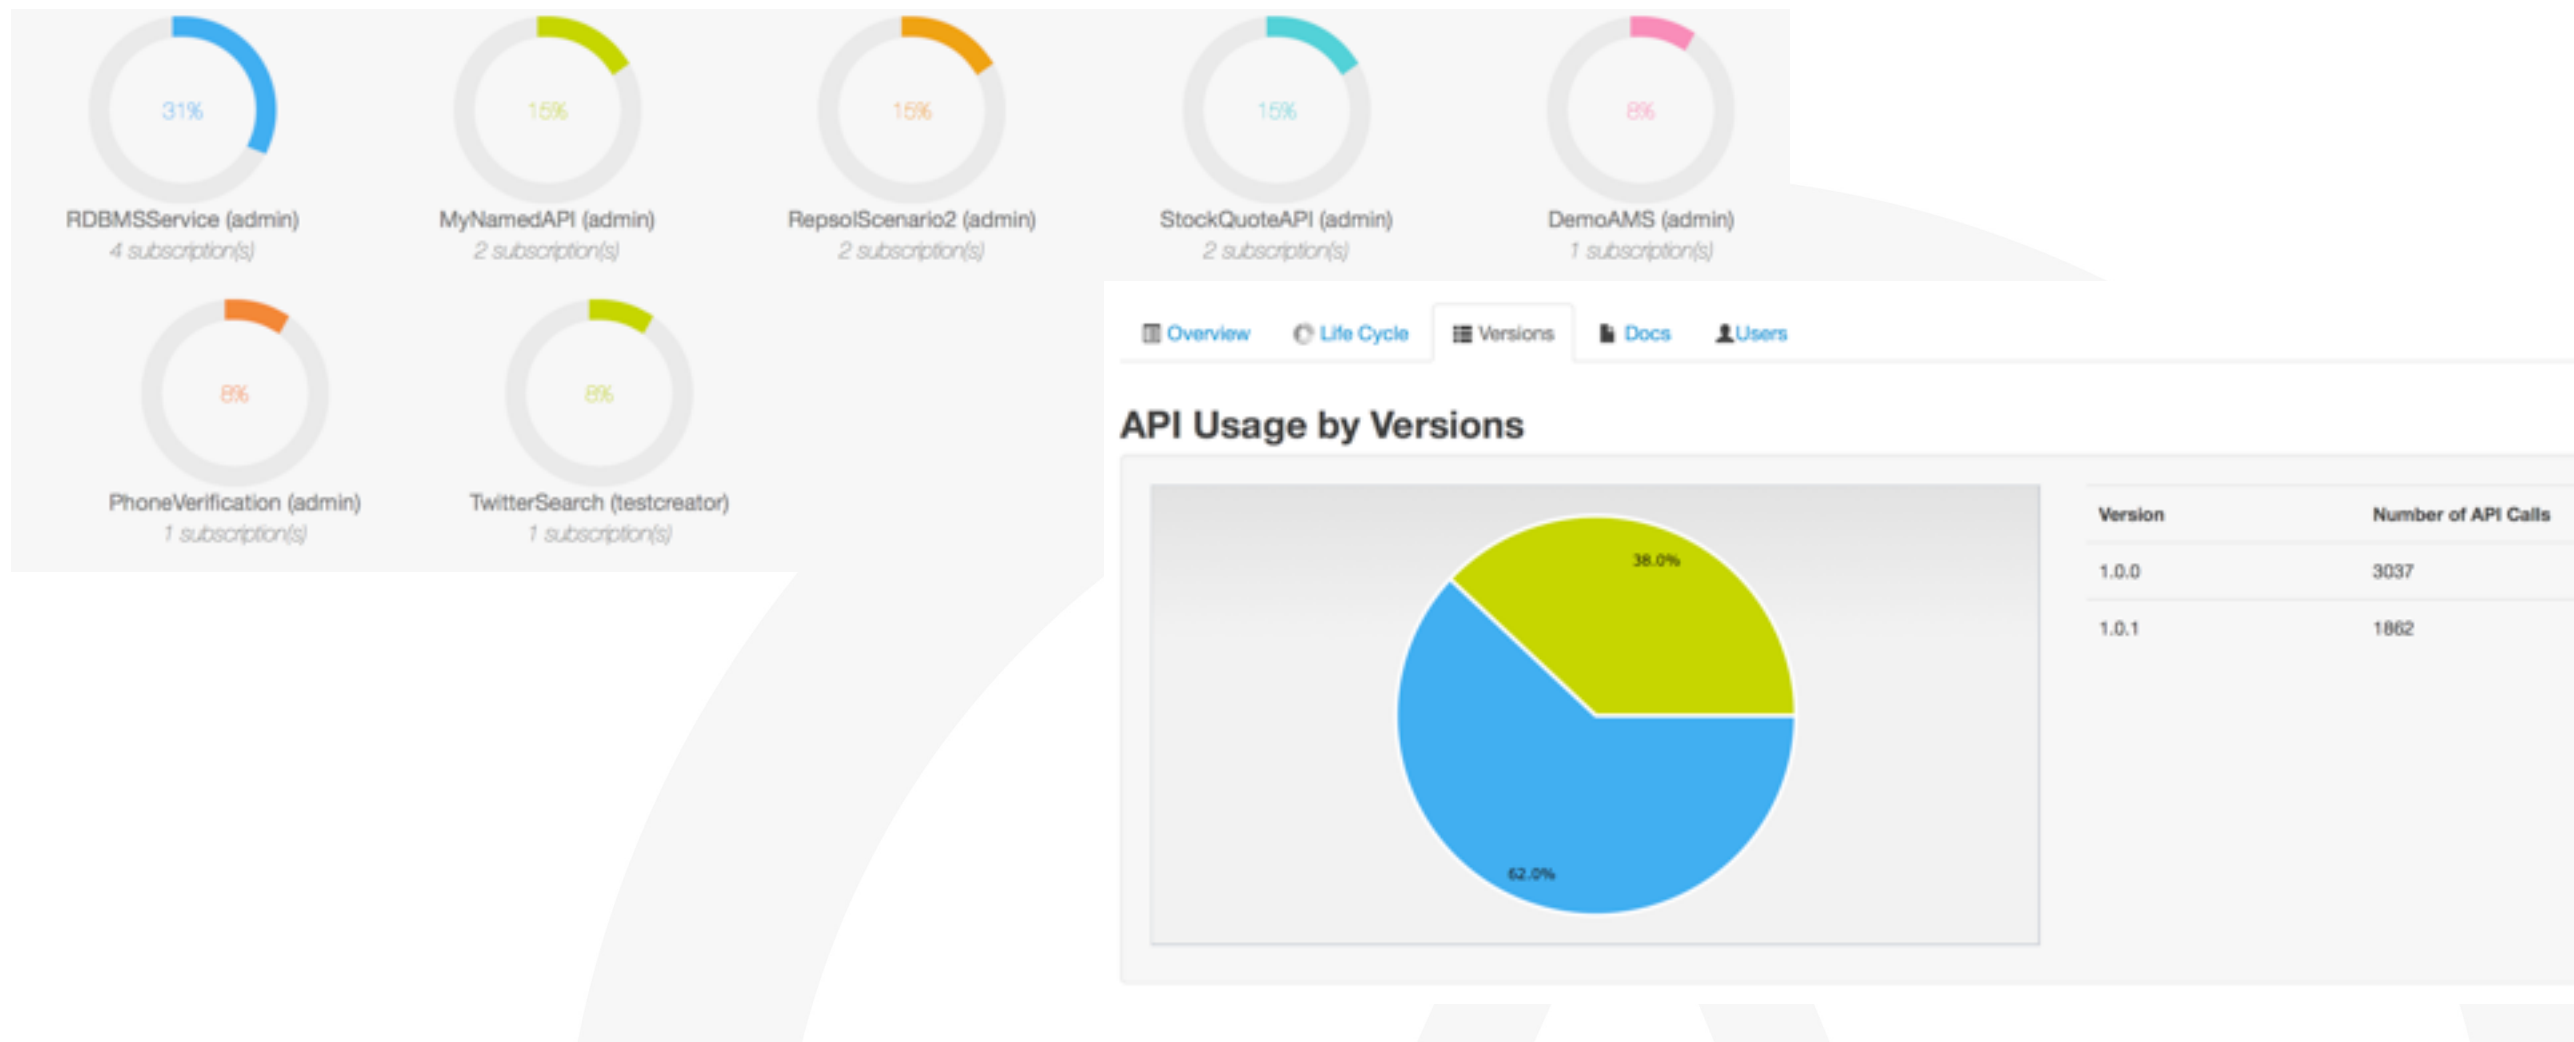 31%
15%
15%
15%
8%
RDBMSService (admin)
MyNamedAPI (admin)
RepsolScenario2 (admin)
StockQuoteAPI (admin)
DemoAMS (admin)
4 subscription(s)
2 subscription(s)
2 subscription(s)
2 subscription(s)
1 subscription(s)
8%
8%
PhoneVerification (admin)
TwitterSearch (testcreator)
1 subscription(s)
1 subscription(s)
Overview
Life Cycle
Versions
Docs
Users
API Usage by Versions
38.0%
62.0%
Version
Number of API Calls
1.0.0
3037
1.0.1
1862